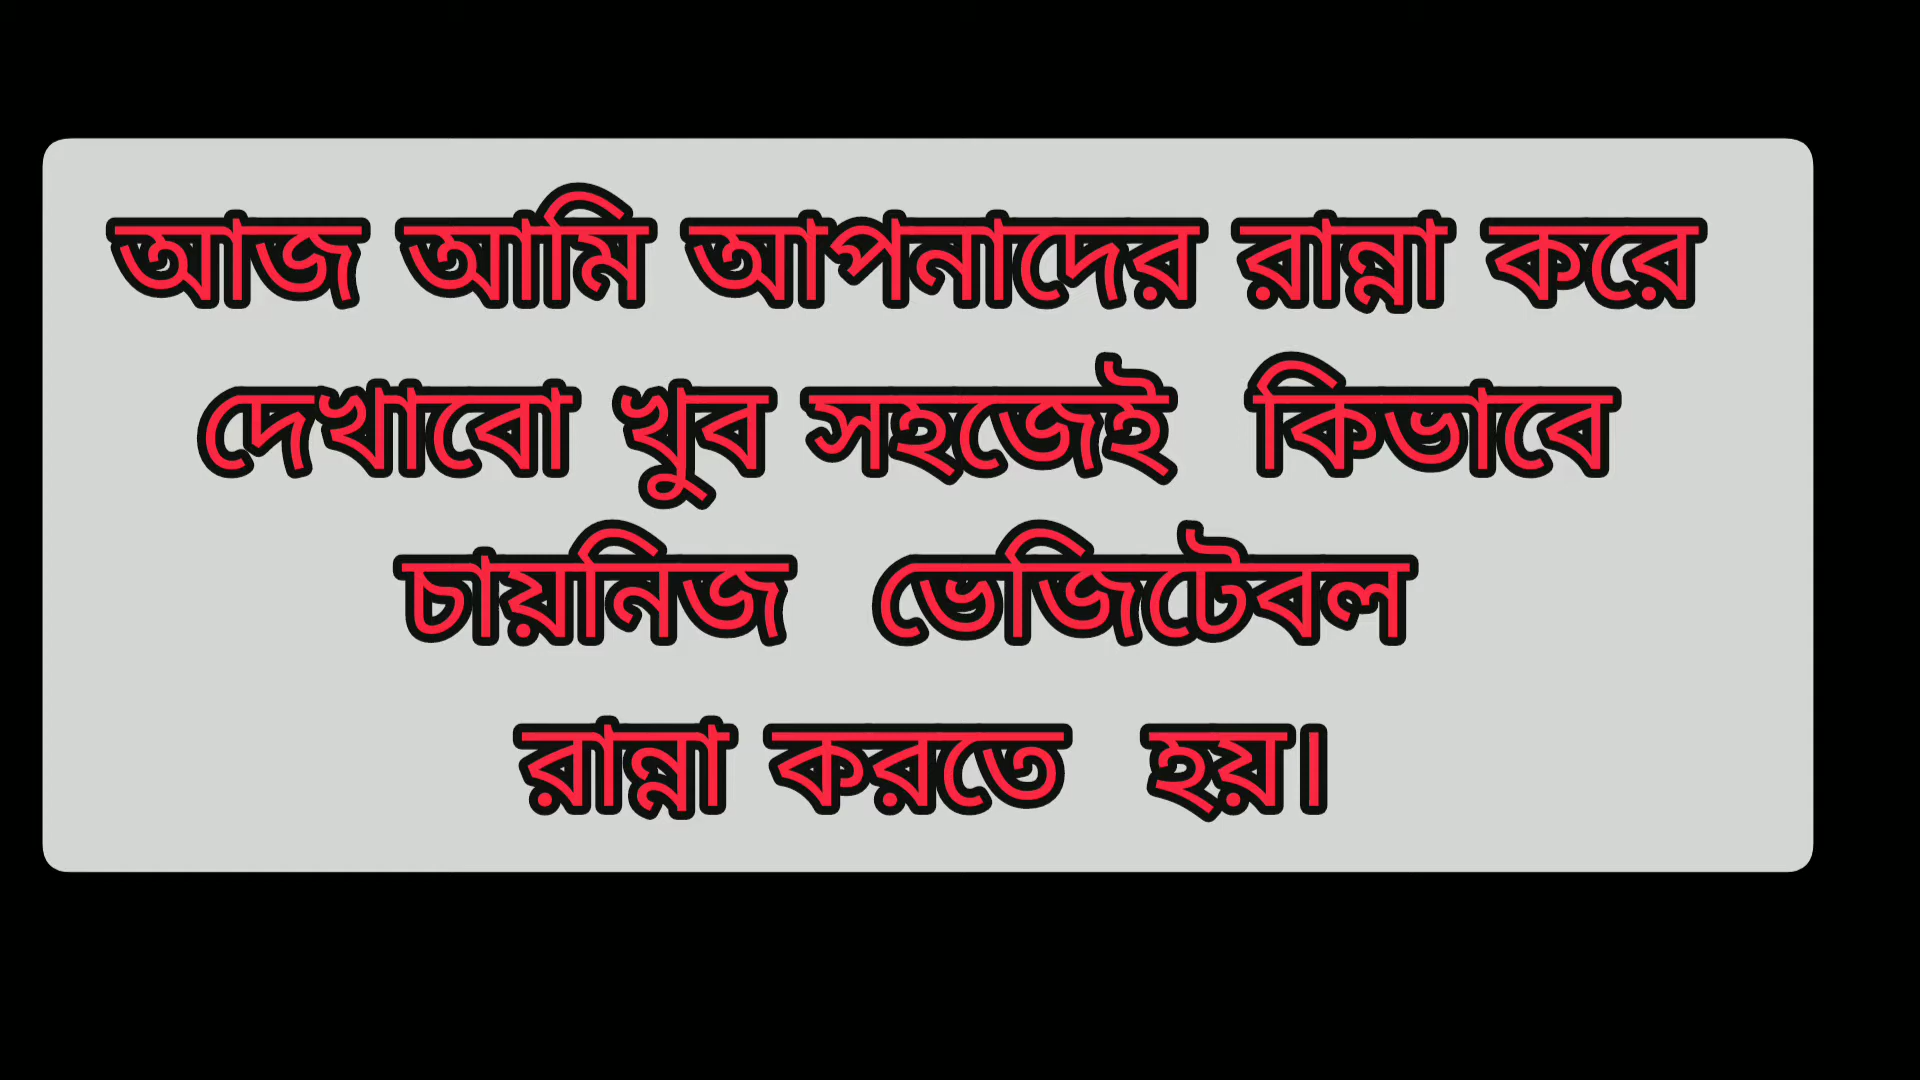 আজ আমি আপনাদের রান্না করে
দেখাবো খুব সহজেই কিভাবে
চায়নিজ ভেজিটেবল
রান্না করতে হয়।